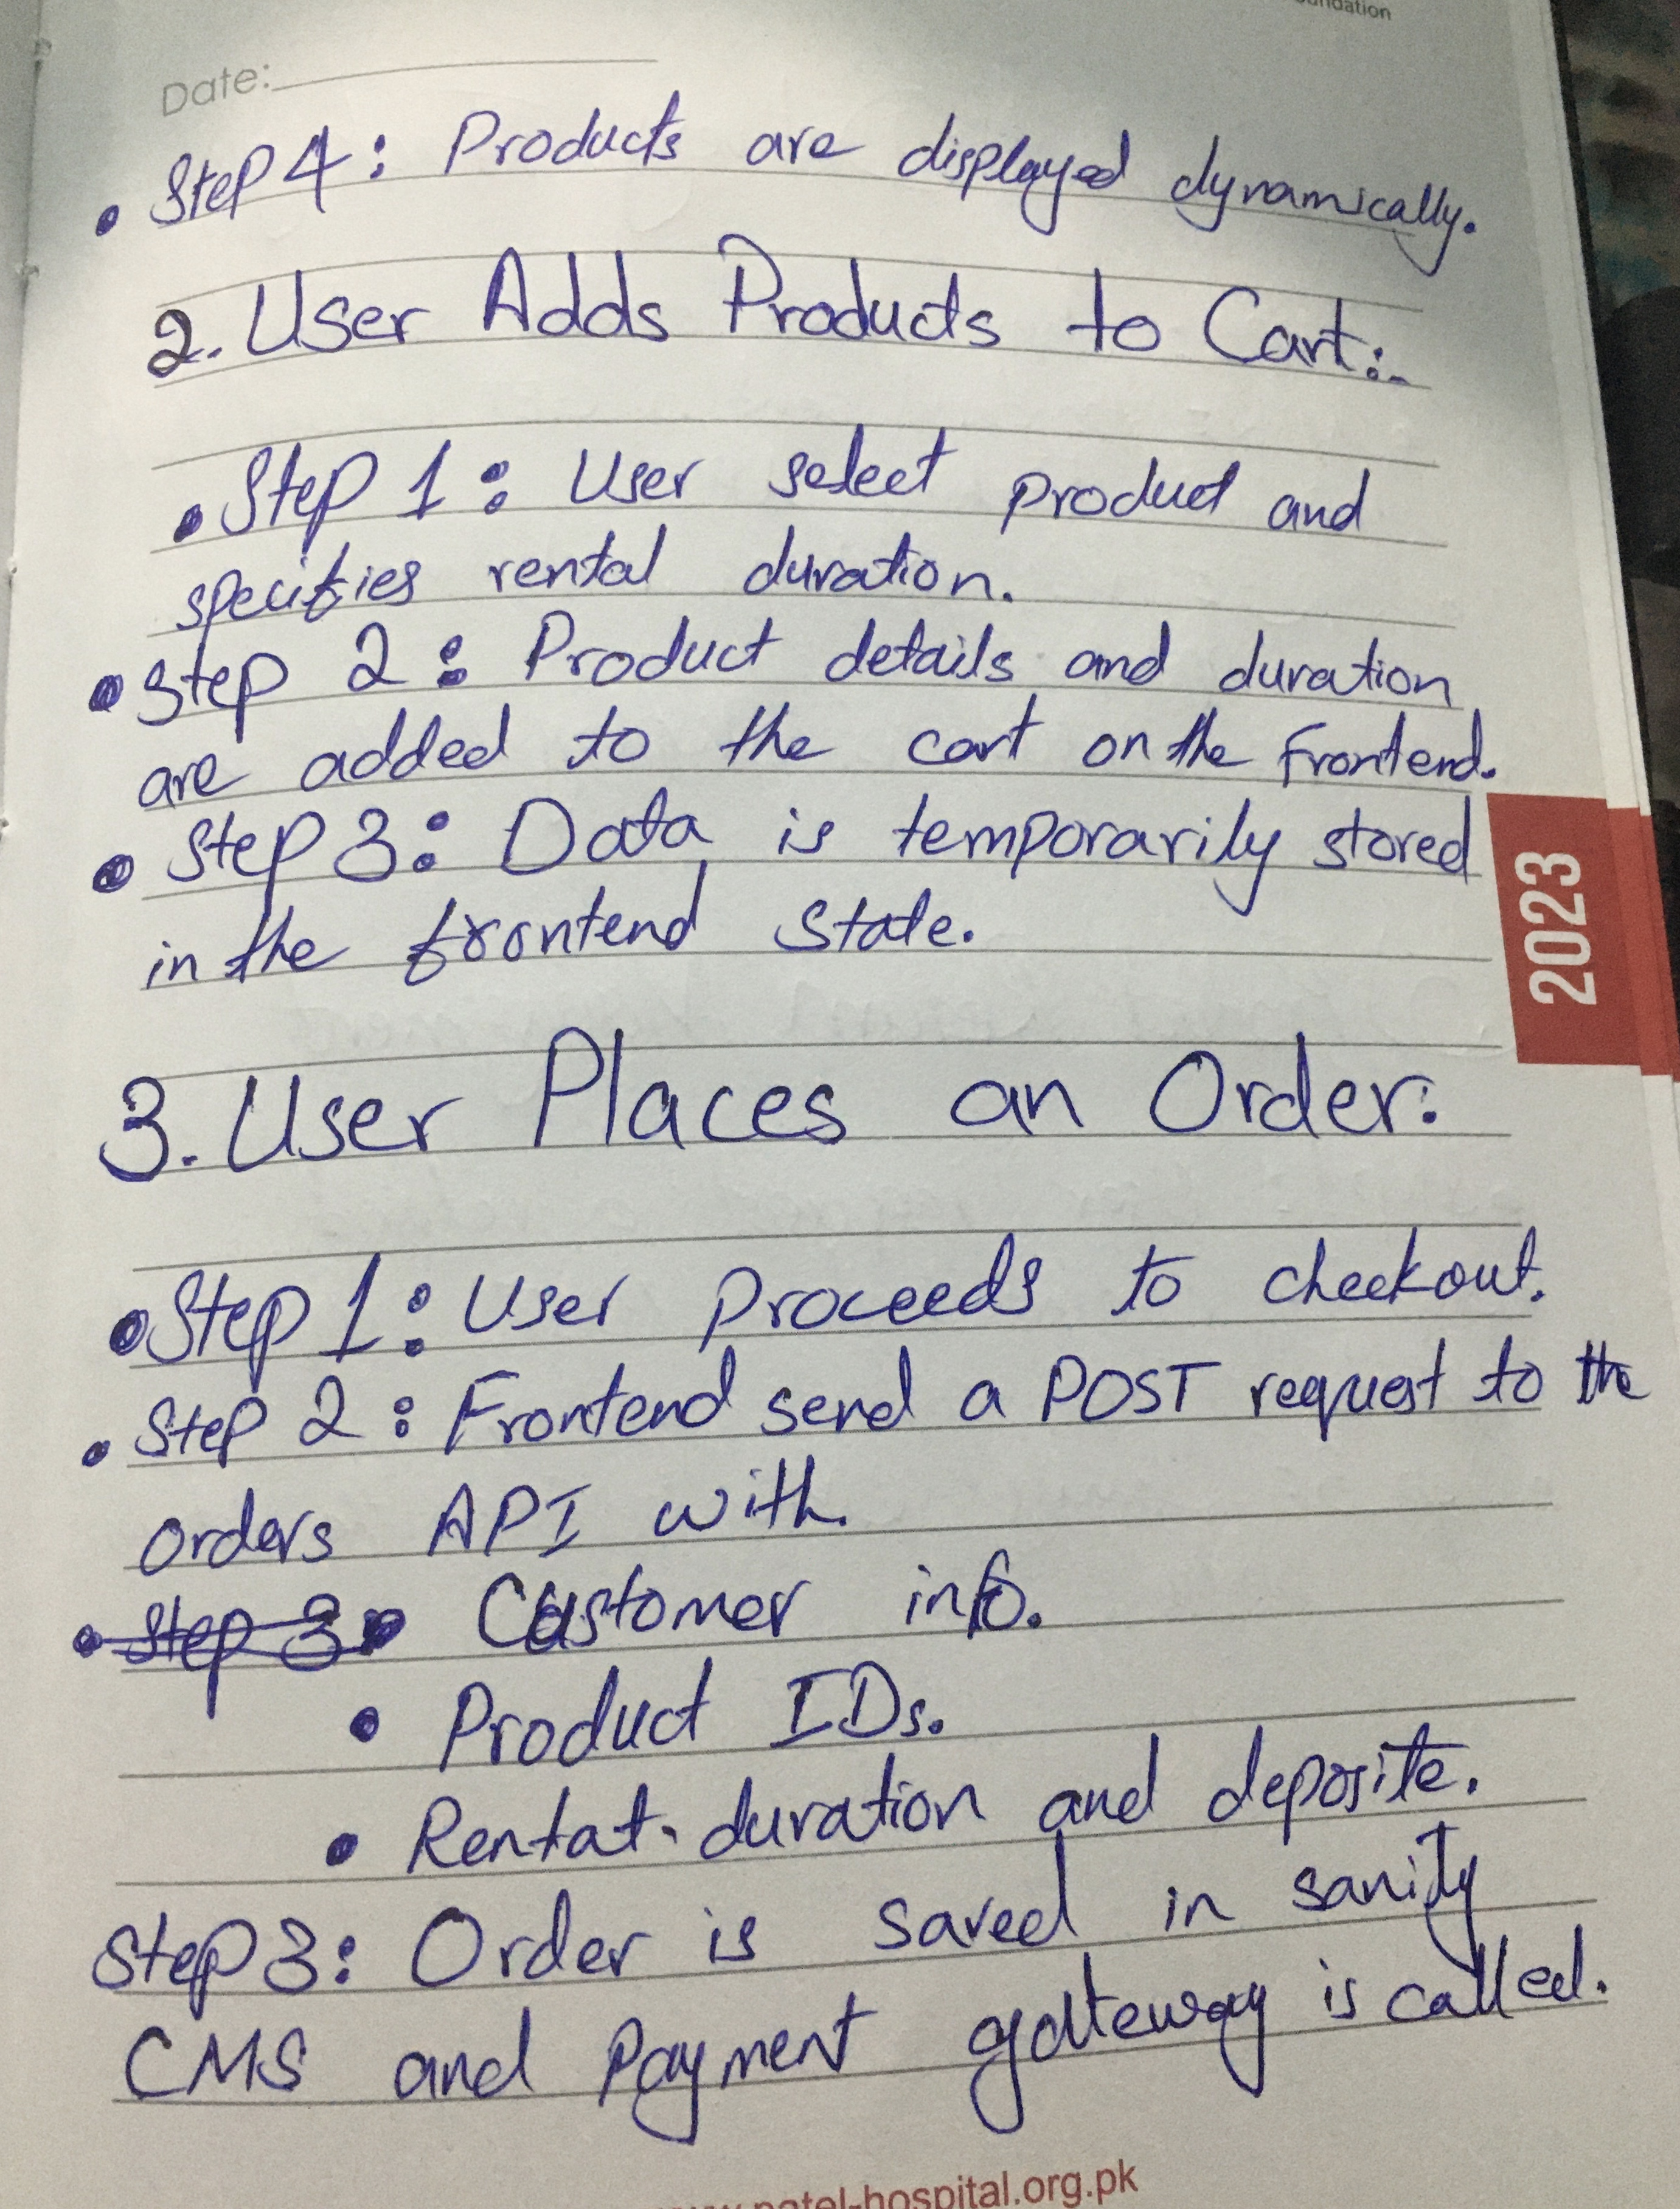 undation
Date:
• Step 4: Products are displayed dynamically.
2. User Adds Products to Cart:-
• Step 1: User select product and
specifies rental duration.
• Step 2: Product details and duration
are added to the cart on the frontend.
• Step 3: Data is temporarily stored
in the frontend state.
2023
3. User Places an Order:
• Step 1: User proceeds to checkout.
• Step 2: Frontend send a POST request to the
orders API with
• Step 3 • Customer info.
• Product IDs.
• Rentat duration and deposite.
Step 3: Order is saved in sanity
CMS and Payment gateway is called.
www.patel-hospital.org.pk